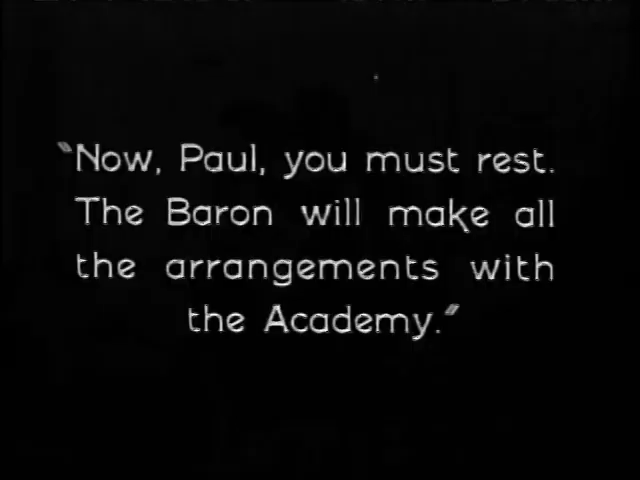 "Now, Paul, you must rest.
The Baron will make all
the arrangements with
the Academy."